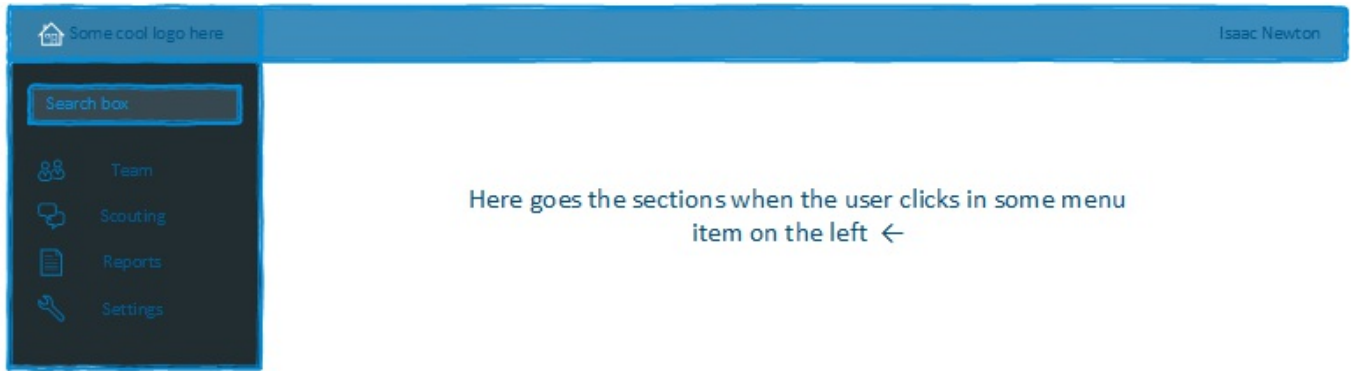 Some cool logo here
Isaac Newton
Search box
Team
Scouting
Reports
Settings
Here goes the sections when the user clicks in some menu
item on the left ←